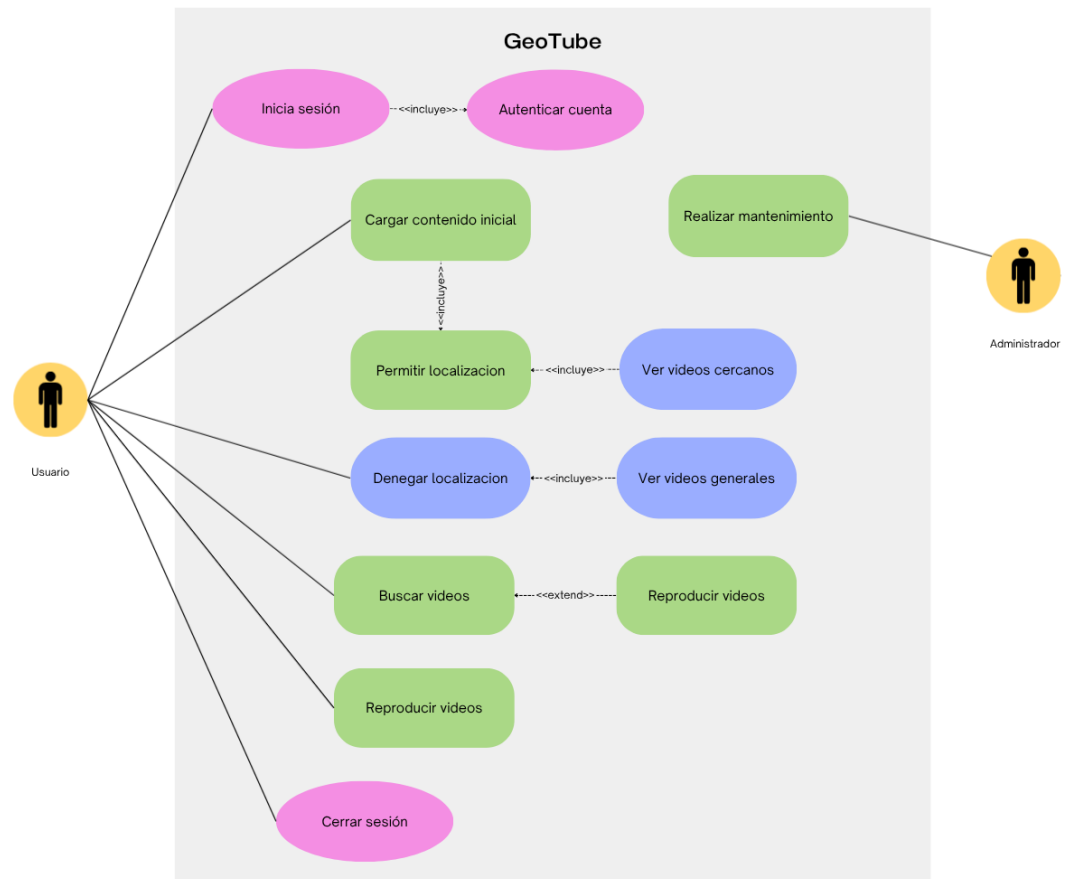 GeoTube
Inicia sesión
<<incluye>>
Autenticar cuenta
Cargar contenido inicial
Realizar mantenimiento
<<incluye>>
Administrador
Permitir localizacion
<<incluye>>
Ver videos cercanos
Usuario
Denegar localizacion
<<incluye>>
Ver videos generales
Buscar videos
<<extend>>
Reproducir videos
Reproducir videos
Cerrar sesión